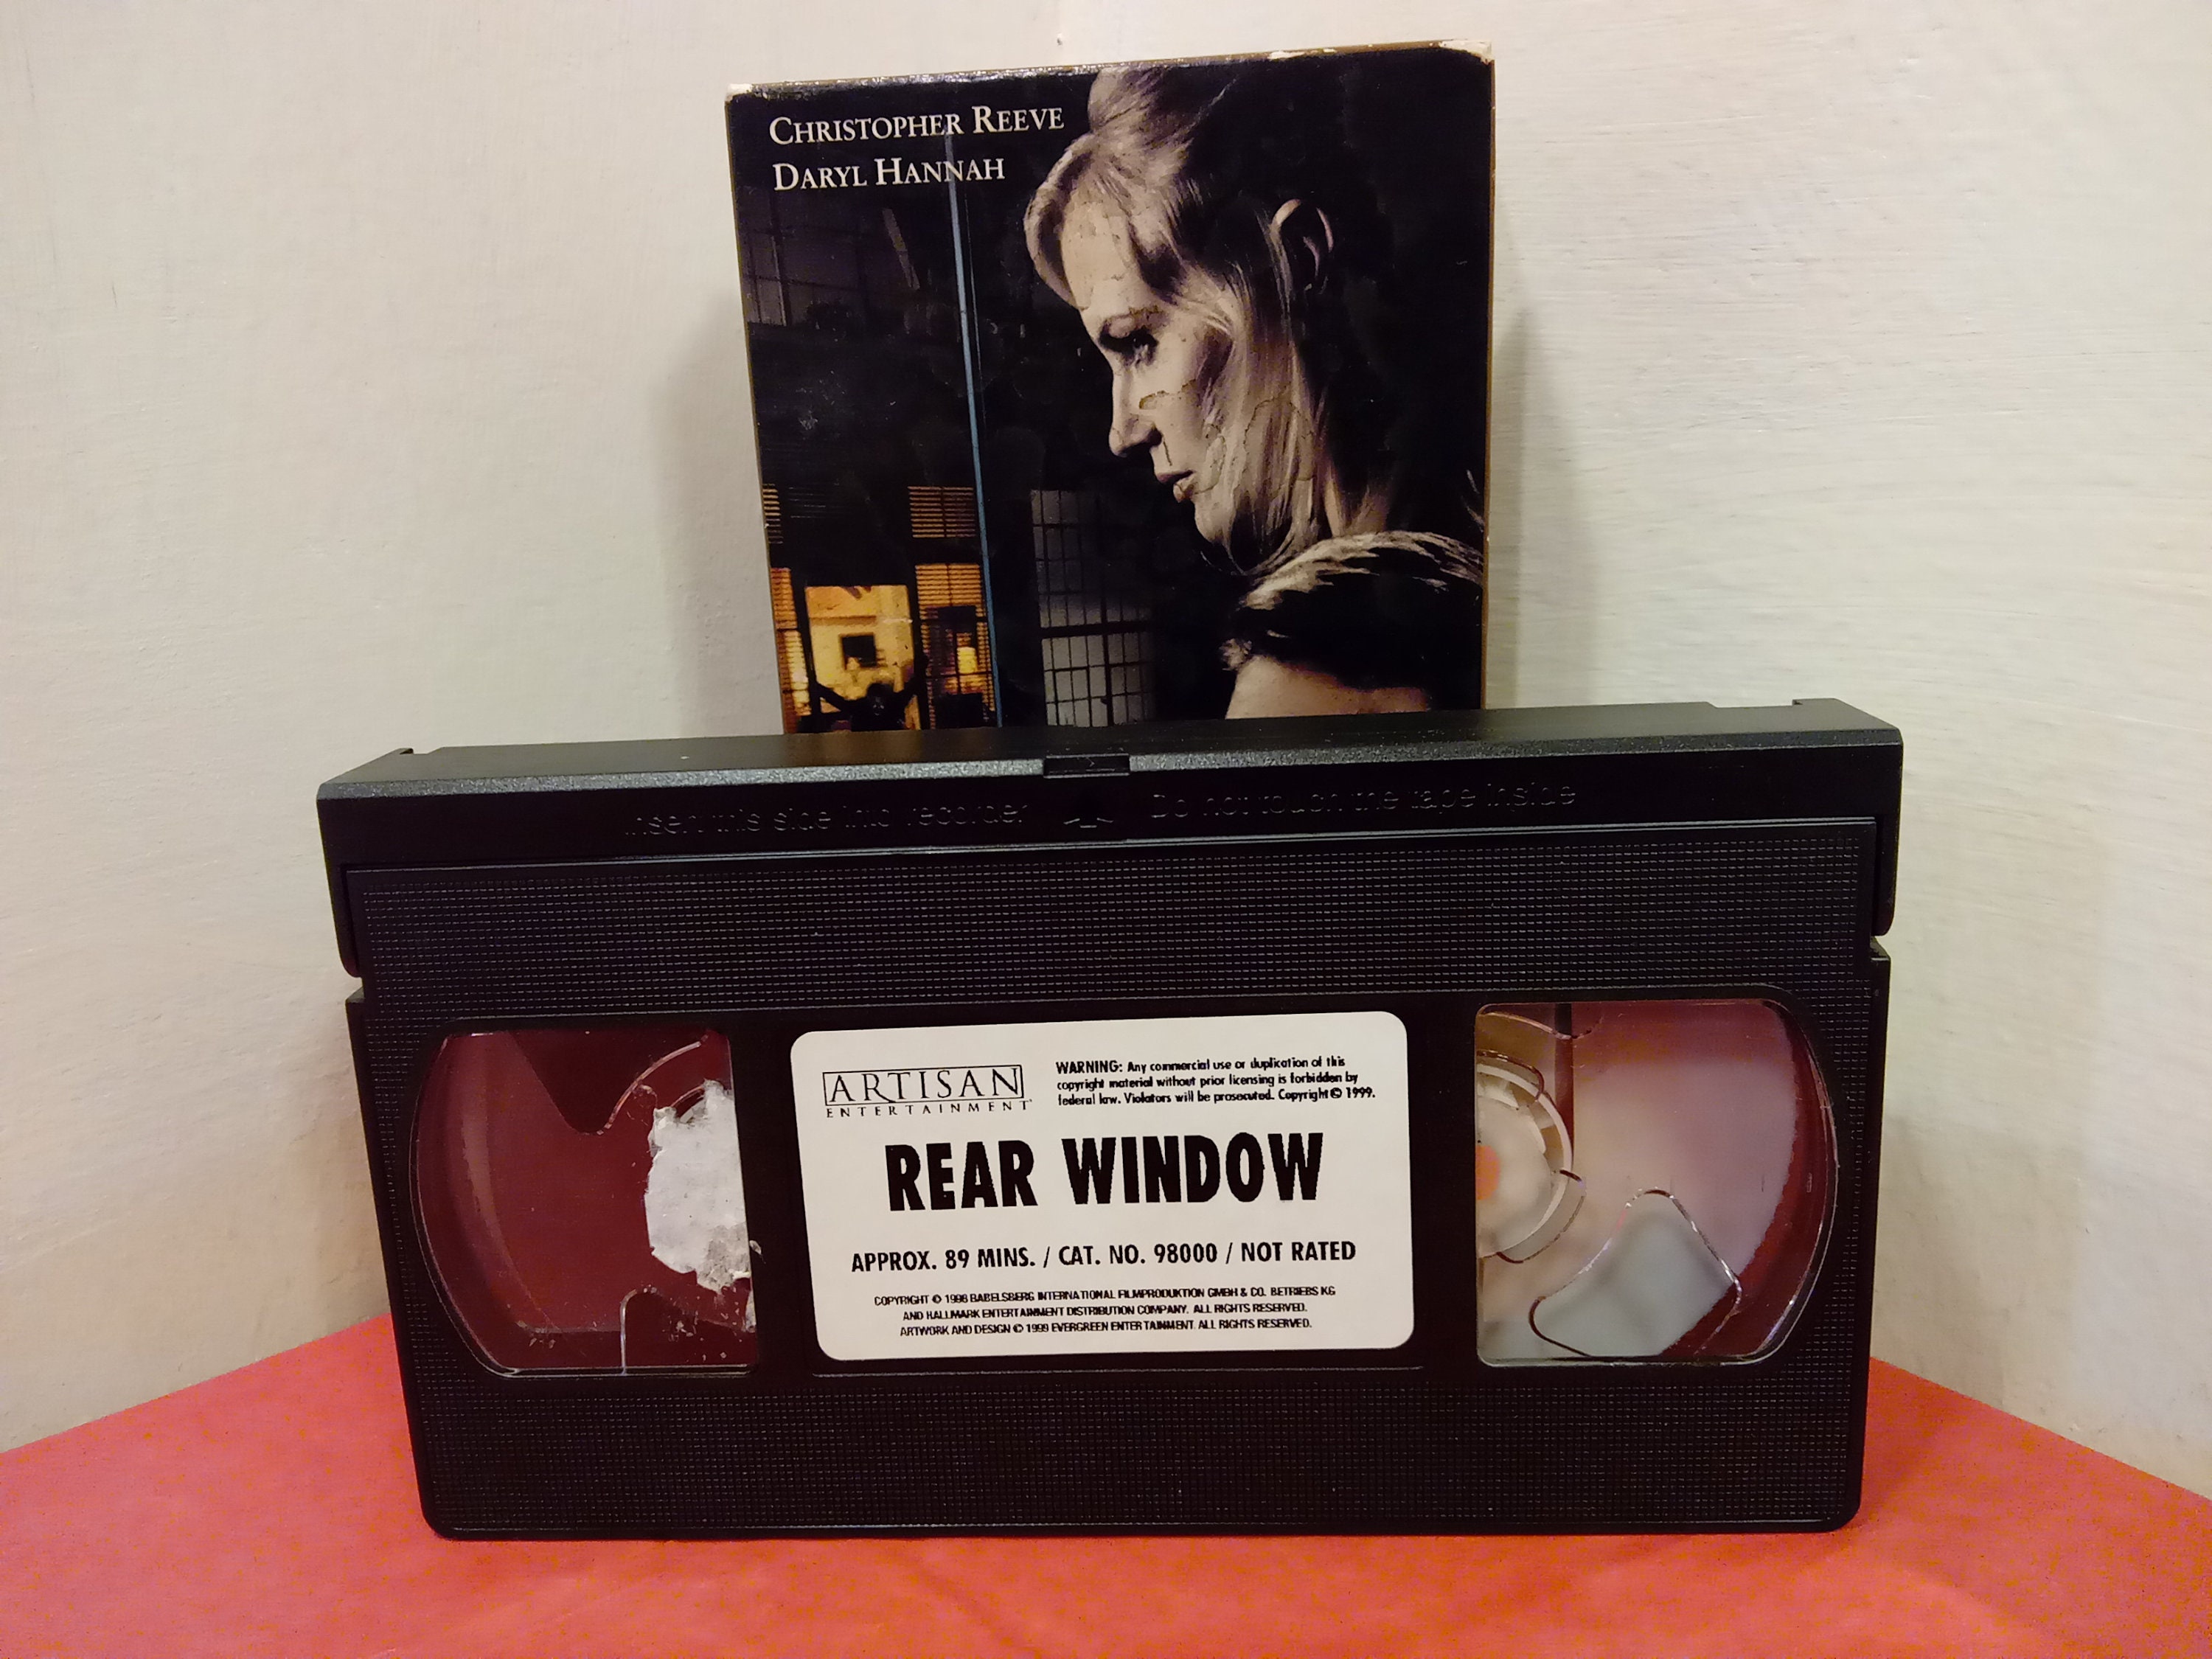 CHRISTOPHER REEVE
DARYL HANNAH
Insert this side into recorder
Do not touch the tape inside
ARTISAN
ENTERTAINMENT
WARNING: Any commercial use or duplication of this
copyright material without prior licensing is forbidden by
federal law. Violators will be prosecuted. Copyright © 1999.
REAR WINDOW
APPROX. 89 MINS. / CAT. NO. 98000 / NOT RATED
COPYRIGHT © 1998 BABELSBERG INTERNATIONAL FILMPRODUKTION GMBH & CO. BETRIEBS KG
AND HALLMARK ENTERTAINMENT DISTRIBUTION COMPANY. ALL RIGHTS RESERVED.
ARTWORK AND DESIGN © 1999 EVERGREEN ENTERTAINMENT. ALL RIGHTS RESERVED.